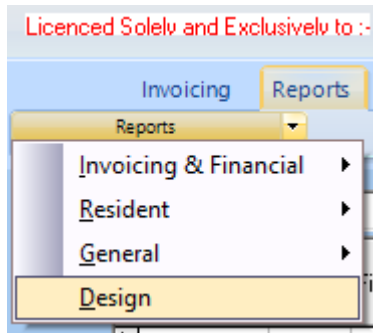 Licenced Solely and Exclusively to :-
Invoicing Reports
Reports
Invoicing & Financial
Resident
General
Design